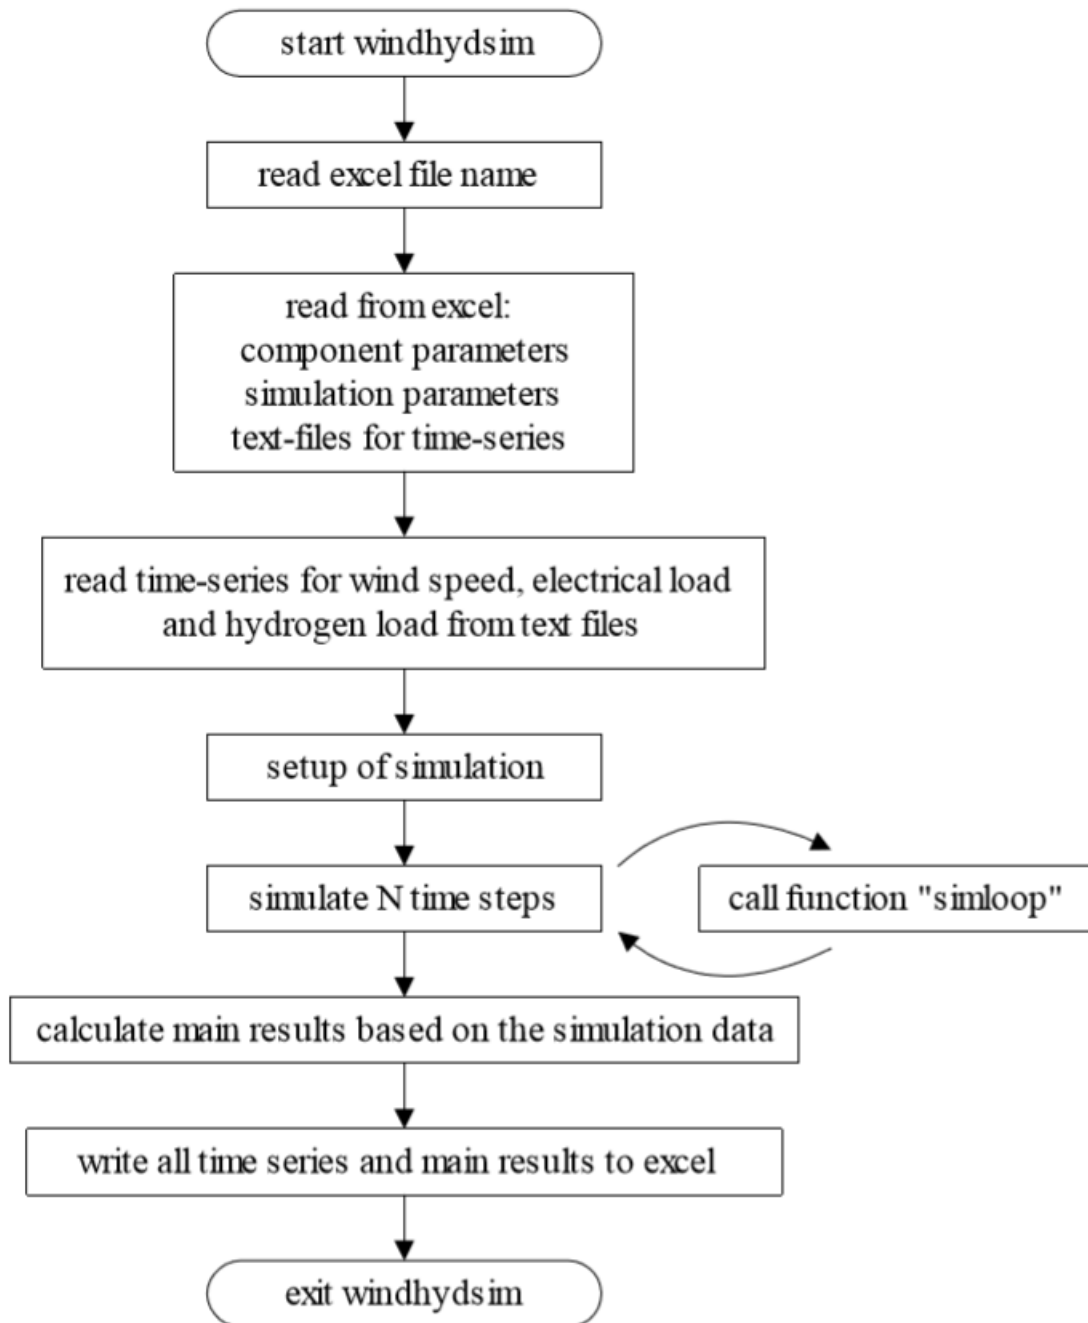 start windhydsim
read excel file name
read from excel:
component parameters
simulation parameters
text-files for time-series
read time-series for wind speed, electrical load
and hydrogen load from text files
setup of simulation
simulate N time steps
call function "simloop"
calculate main results based on the simulation data
write all time series and main results to excel
exit windhydsim